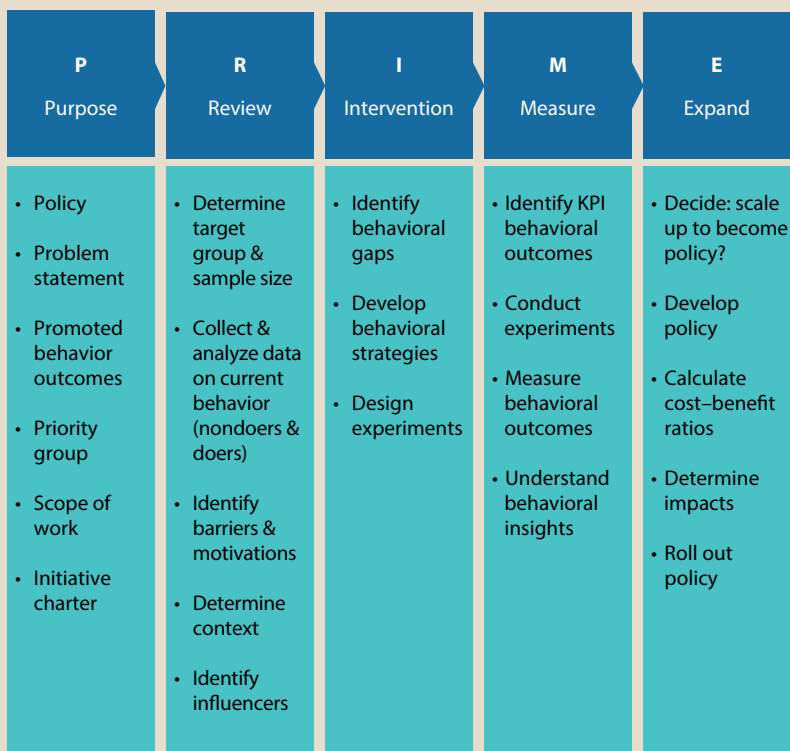 P
Purpose
• Policy
• Problem
statement
• Promoted
behavior
outcomes
• Priority
group
• Scope of
work
• Initiative
charter
R
Review
• Determine
target
group &
sample size
• Collect &
analyze data
on current
behavior
(nondoers &
doers)
• Identify
barriers &
motivations
• Determine
context
• Identify
influencers
I
Intervention
• Identify
behavioral
gaps
• Develop
behavioral
strategies
• Design
experiments
M
Measure
• Identify KPI
behavioral
outcomes
• Conduct
experiments
• Measure
behavioral
outcomes
• Understand
behavioral
insights
E
Expand
• Decide: scale
up to become
policy?
• Develop
policy
• Calculate
cost–benefit
ratios
• Determine
impacts
• Roll out
policy